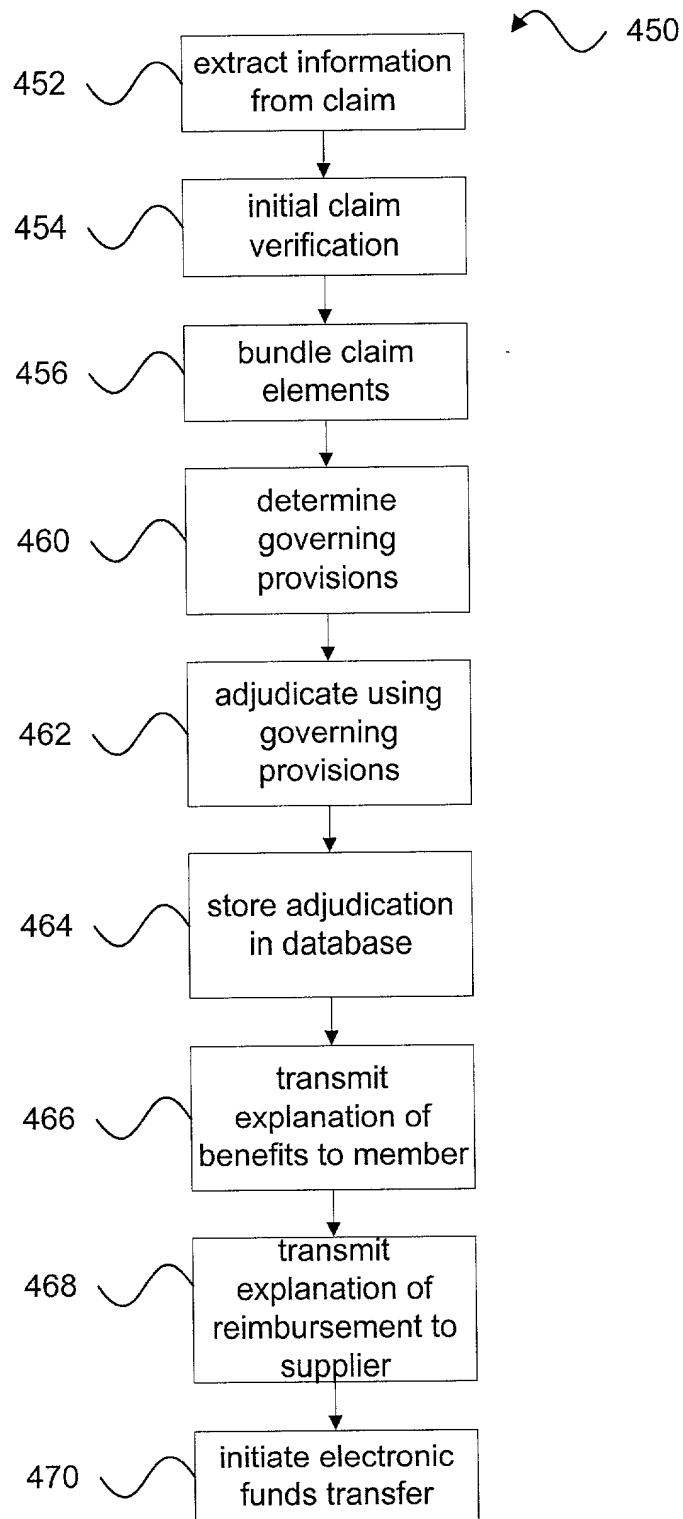 450
452
extract information
from claim
454
initial claim
verification
456
bundle claim
elements
460
determine
governing
provisions
462
adjudicate using
governing
provisions
464
store adjudication
in database
466
transmit
explanation of
benefits to member
468
transmit
explanation of
reimbursement to
supplier
470
initiate electronic
funds transfer